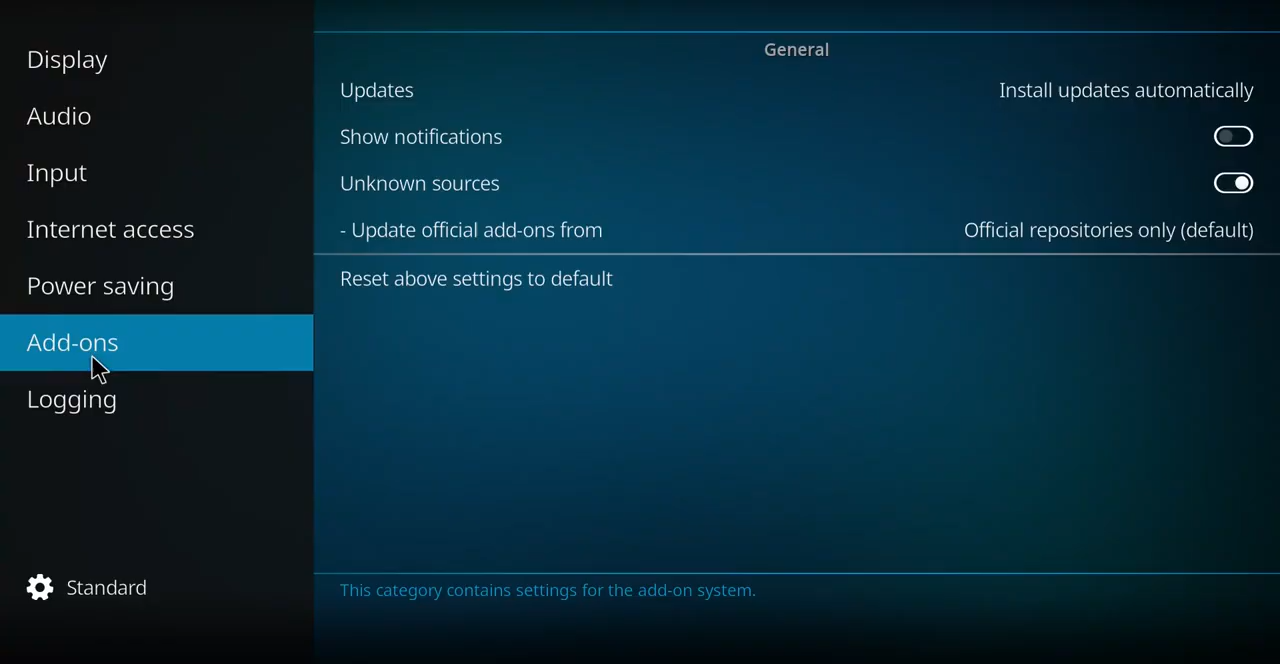 Display
Audio
Input
Internet access
Power saving
Add-ons
Logging
Standard
General
Updates Install updates automatically
Show notifications
Unknown sources
- Update official add-ons from Official repositories only (default)
Reset above settings to default
This category contains settings for the add-on system.